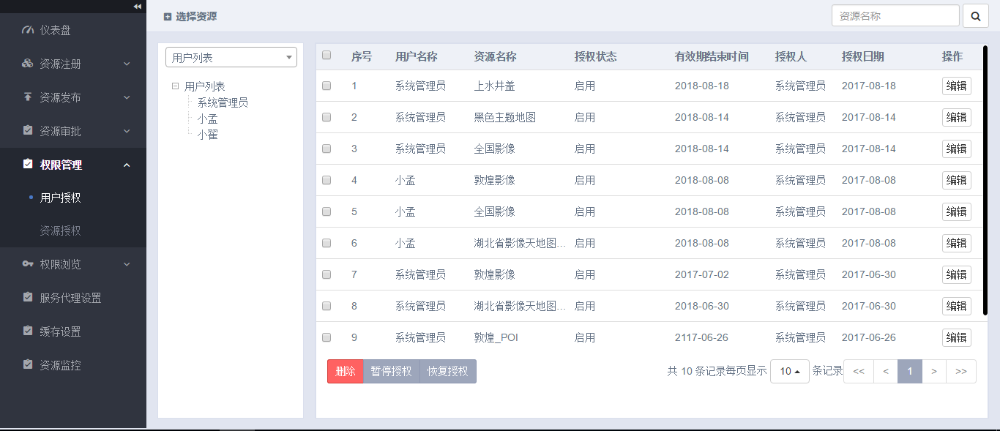 选择资源
资源名称
仪表盘
资源注册
资源发布
资源审批
权限管理
用户授权
资源授权
权限浏览
服务代理设置
缓存设置
资源监控
用户列表
用户列表
系统管理员
小孟
小翟
序号 用户名称 资源名称 授权状态 有效期结束时间 授权人 授权日期 操作
1 系统管理员 上水井盖 启用 2018-08-18 系统管理员 2017-08-18 编辑
2 系统管理员 黑色主题地图 启用 2018-08-14 系统管理员 2017-08-14 编辑
3 系统管理员 全国影像 启用 2018-08-14 系统管理员 2017-08-14 编辑
4 小孟 敦煌影像 启用 2018-08-08 系统管理员 2017-08-08 编辑
5 小孟 全国影像 启用 2018-08-08 系统管理员 2017-08-08 编辑
6 小孟 湖北省影像天地图... 启用 2018-08-08 系统管理员 2017-08-08 编辑
7 系统管理员 敦煌影像 启用 2017-07-02 系统管理员 2017-06-30 编辑
8 系统管理员 湖北省影像天地图... 启用 2018-06-30 系统管理员 2017-06-30 编辑
9 系统管理员 敦煌_POI 启用 2117-06-26 系统管理员 2017-06-26 编辑
删除 暂停授权 恢复授权 共 10 条记录每页显示 10 条记录 << < 1 > >>